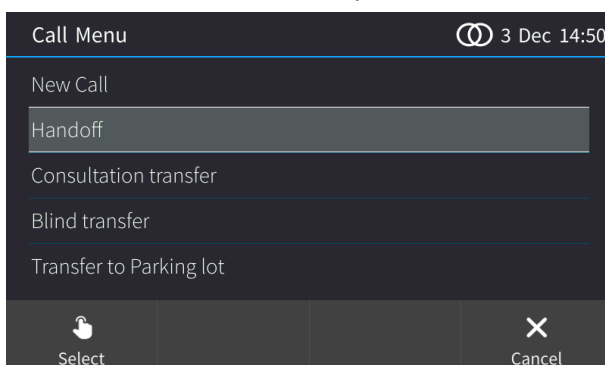 Call Menu
3 Dec 14:50
New Call
Handoff
Consultation transfer
Blind transfer
Transfer to Parking lot
Select
Cancel